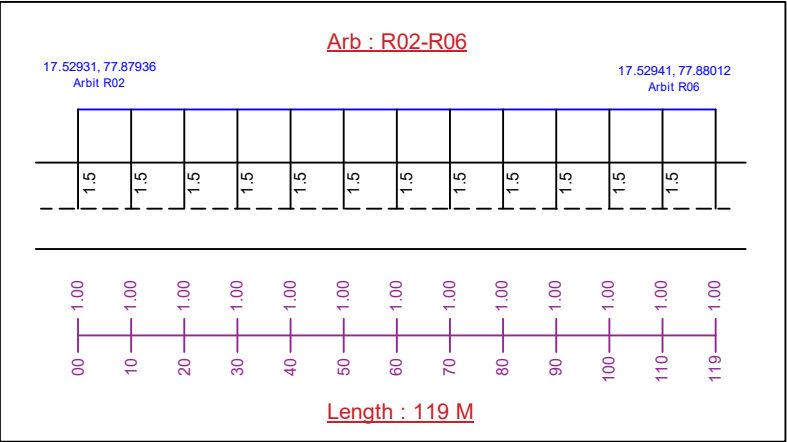 Arb : R02-R06
17.52931, 77.87936
Arbit R02
17.52941, 77.88012
Arbit R06
1.5 1.5 1.5 1.5 1.5 1.5 1.5 1.5 1.5 1.5 1.5 1.5
1.00 1.00 1.00 1.00 1.00 1.00 1.00 1.00 1.00 1.00 1.00 1.00 1.00
00 10 20 30 40 50 60 70 80 90 100 110 119
Length : 119 M